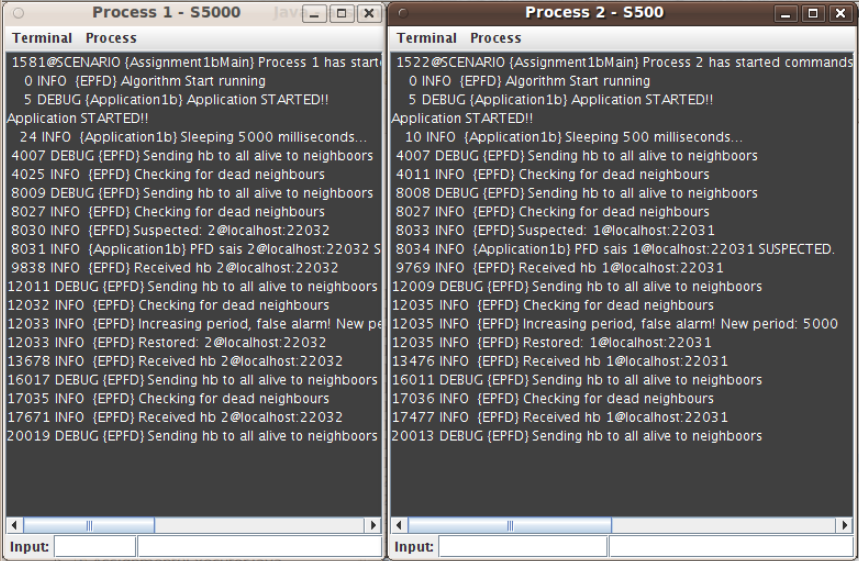 Process 1 - S5000
Terminal Process
1581@SCENARIO {Assignment1bMain} Process 1 has start
0 INFO {EPFD} Algorithm Start running
5 DEBUG {Application1b} Application STARTED!!
Application STARTED!!
24 INFO {Application1b} Sleeping 5000 milliseconds...
4007 DEBUG {EPFD} Sending hb to all alive to neighboors
4025 INFO {EPFD} Checking for dead neighbours
8009 DEBUG {EPFD} Sending hb to all alive to neighboors
8027 INFO {EPFD} Checking for dead neighbours
8030 INFO {EPFD} Suspected: 2@localhost:22032
8031 INFO {Application1b} PFD sais 2@localhost:22032 S
9838 INFO {EPFD} Received hb 2@localhost:22032
12011 DEBUG {EPFD} Sending hb to all alive to neighboors
12032 INFO {EPFD} Checking for dead neighbours
12033 INFO {EPFD} Increasing period, false alarm! New pe
12033 INFO {EPFD} Restored: 2@localhost:22032
13678 INFO {EPFD} Received hb 2@localhost:22032
16017 DEBUG {EPFD} Sending hb to all alive to neighboors
17035 INFO {EPFD} Checking for dead neighbours
17671 INFO {EPFD} Received hb 2@localhost:22032
20019 DEBUG {EPFD} Sending hb to all alive to neighboors
Input:
Process 2 - S500
Terminal Process
1522@SCENARIO {Assignment1bMain} Process 2 has started commands
0 INFO {EPFD} Algorithm Start running
5 DEBUG {Application1b} Application STARTED!!
Application STARTED!!
10 INFO {Application1b} Sleeping 500 milliseconds...
4007 DEBUG {EPFD} Sending hb to all alive to neighboors
4011 INFO {EPFD} Checking for dead neighbours
8008 DEBUG {EPFD} Sending hb to all alive to neighboors
8027 INFO {EPFD} Checking for dead neighbours
8033 INFO {EPFD} Suspected: 1@localhost:22031
8034 INFO {Application1b} PFD sais 1@localhost:22031 SUSPECTED.
9769 INFO {EPFD} Received hb 1@localhost:22031
12009 DEBUG {EPFD} Sending hb to all alive to neighboors
12035 INFO {EPFD} Checking for dead neighbours
12035 INFO {EPFD} Increasing period, false alarm! New period: 5000
12035 INFO {EPFD} Restored: 1@localhost:22031
13476 INFO {EPFD} Received hb 1@localhost:22031
16011 DEBUG {EPFD} Sending hb to all alive to neighboors
17036 INFO {EPFD} Checking for dead neighbours
17477 INFO {EPFD} Received hb 1@localhost:22031
20013 DEBUG {EPFD} Sending hb to all alive to neighboors
Input: